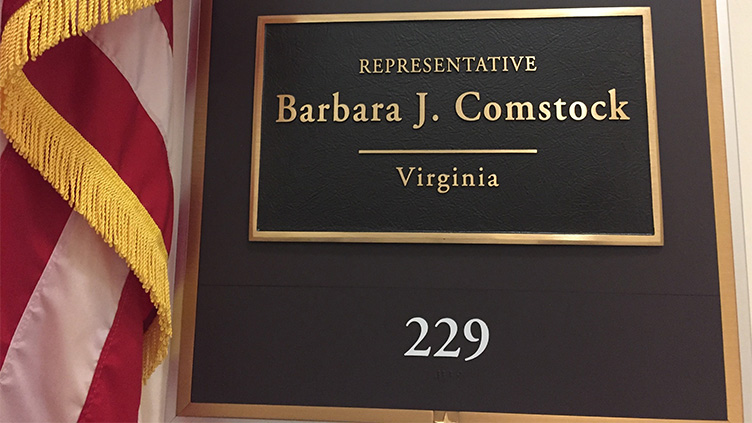 REPRESENTATIVE
Barbara J. Comstock
Virginia
229